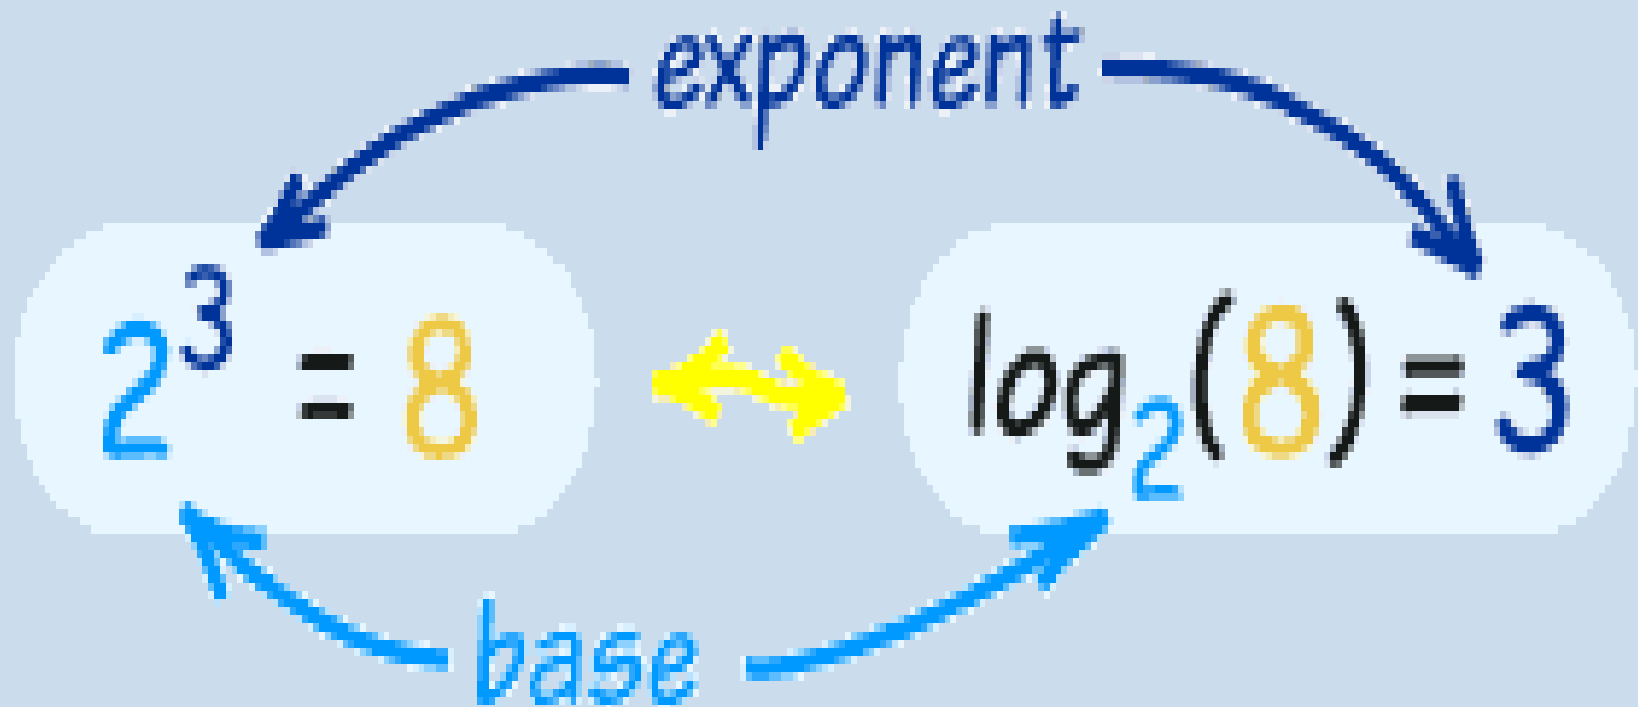 exponent
2³ = 8 log₂(8) = 3
base